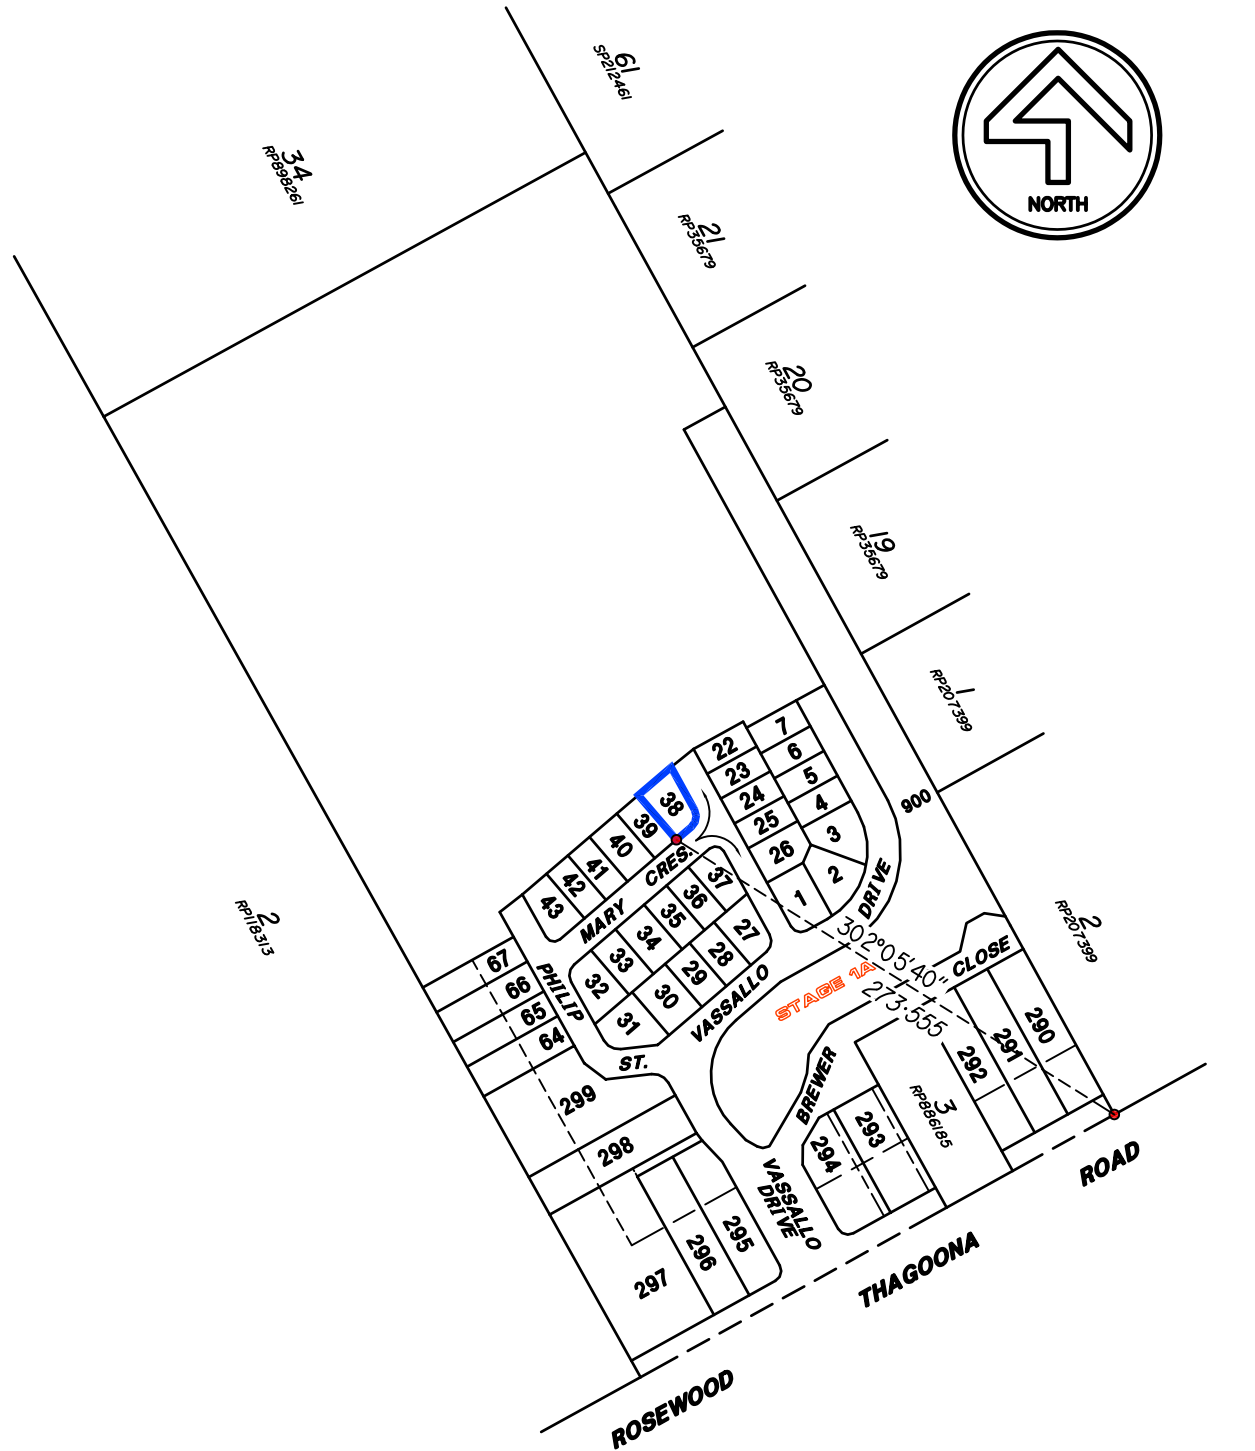 61
SP212461
NORTH
34
RP898261
21
RP35679
20
RP35679
19
RP35679
1
RP207399
22
7
23
6
24
5
25
4
26
3
2
1
900
38
39
40
41
42
43
MARY CRES.
DRIVE
37
36
35
34
33
32
31
30
29
28
27
2
RP118313
2
RP207399
302°05'40"
273·555
STAGE 1A
VASSALLO
CLOSE
BREWER
PHILIP
ST.
67
66
65
64
299
298
297
296
295
294
293
292
291
290
3
RP886185
VASSALLO
DRIVE
ROSEWOOD THAGOONA ROAD